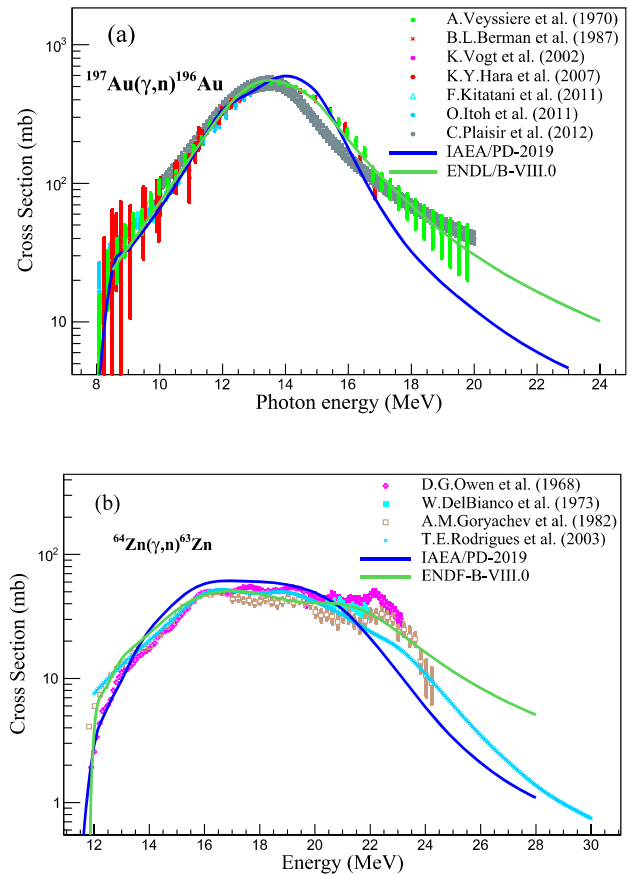 (a)
¹⁹⁷Au(γ,n)¹⁹⁶Au
A.Veyssiere et al. (1970)
B.L.Berman et al. (1987)
K.Vogt et al. (2002)
K.Y.Hara et al. (2007)
F.Kitatani et al. (2011)
O.Itoh et al. (2011)
C.Plaisir et al. (2012)
IAEA/PD-2019
ENDL/B-VIII.0
Cross Section (mb)
10³
10²
10
8 10 12 14 16 18 20 22 24
Photon energy (MeV)
(b)
⁶⁴Zn(γ,n)⁶³Zn
D.G.Owen et al. (1968)
W.DelBianco et al. (1973)
A.M.Goryachev et al. (1982)
T.E.Rodrigues et al. (2003)
IAEA/PD-2019
ENDF-B-VIII.0
Cross Section (mb)
10²
10
1
12 14 16 18 20 22 24 26 28 30
Energy (MeV)